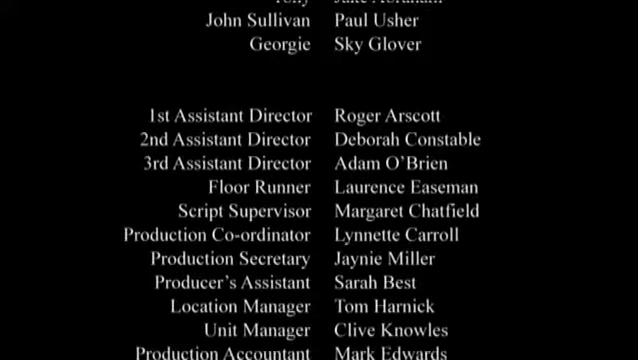 John Sullivan Paul Usher
Georgie Sky Glover
1st Assistant Director Roger Arscott
2nd Assistant Director Deborah Constable
3rd Assistant Director Adam O'Brien
Floor Runner Laurence Easeman
Script Supervisor Margaret Chatfield
Production Co-ordinator Lynnette Carroll
Production Secretary Jaynie Miller
Producer's Assistant Sarah Best
Location Manager Tom Harnick
Unit Manager Clive Knowles
Production Accountant Mark Edwards